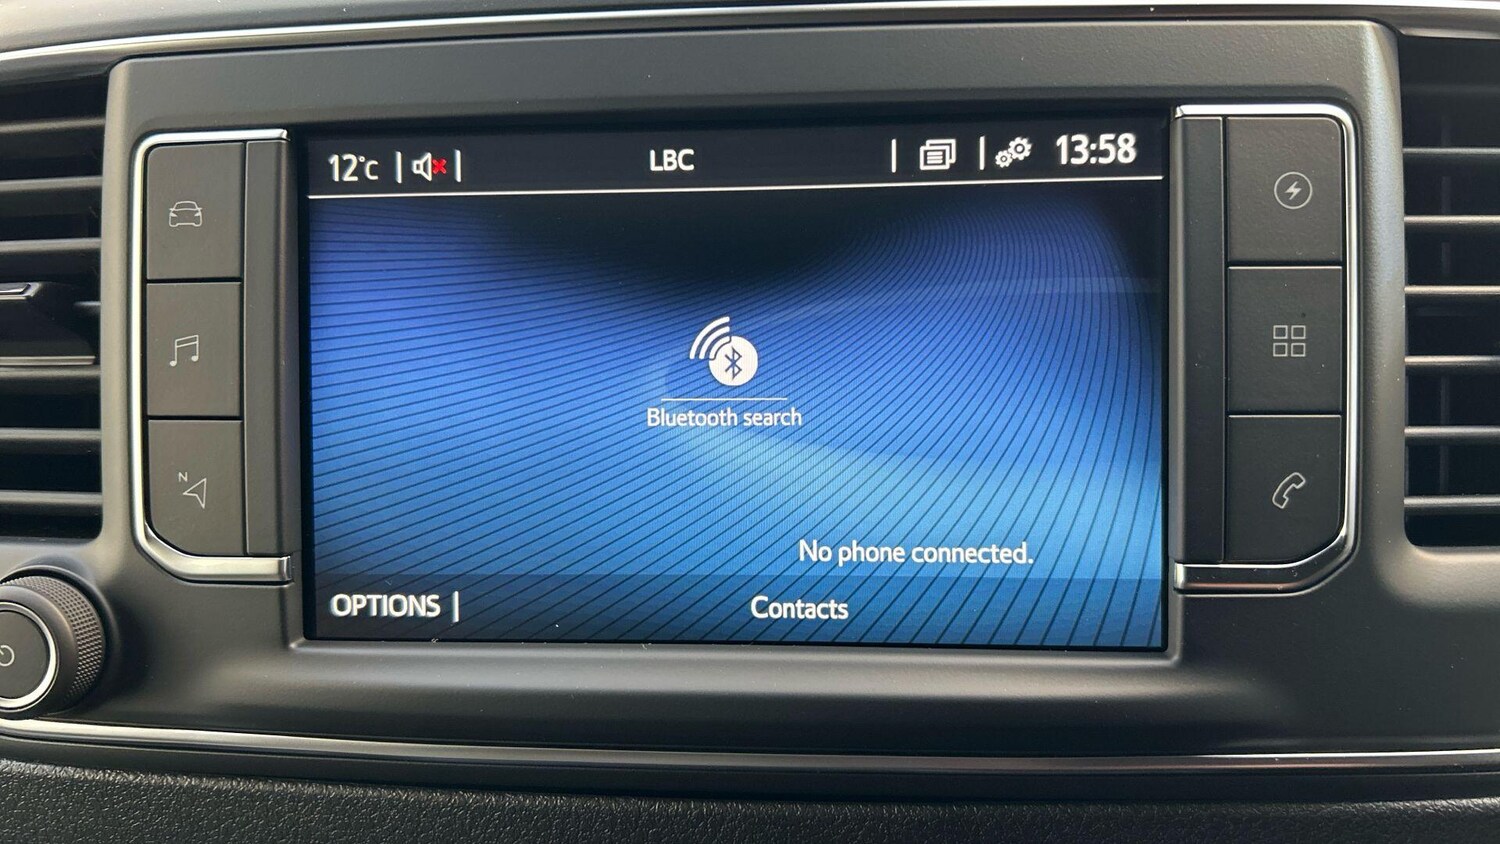 12°C
LBC
13:58
Bluetooth search
N
No phone connected.
OPTIONS
Contacts